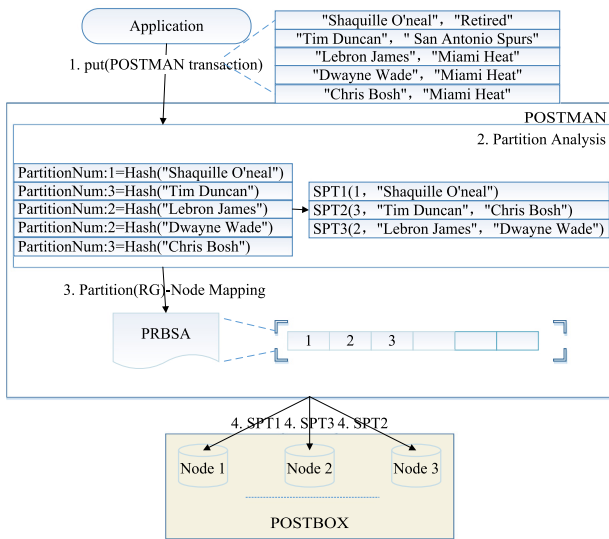 Application
"Shaquille O'neal",  "Retired"
"Tim Duncan", " San Antonio Spurs"
"Lebron James",  "Miami Heat"
"Dwayne Wade",  "Miami Heat"
"Chris Bosh",  "Miami Heat"
1. put(POSTMAN transaction)
POSTMAN
2. Partition Analysis
PartitionNum:1=Hash("Shaquille O'neal")
PartitionNum:3=Hash("Tim Duncan")
PartitionNum:2=Hash("Lebron James")
PartitionNum:2=Hash("Dwayne Wade")
PartitionNum:3=Hash("Chris Bosh")
SPT1(1, "Shaquille O'neal")
SPT2(3, "Tim Duncan", "Chris Bosh")
SPT3(2, "Lebron James", "Dwayne Wade")
3. Partition(RG)-Node Mapping
PRBSA
1 2 3
4. SPT1 4. SPT3 4. SPT2
Node 1 Node 2 Node 3
POSTBOX